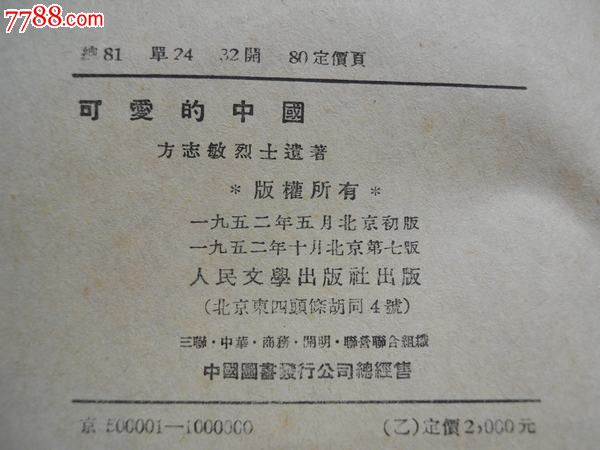 7788.com
總81 單24 32開 80定價頁
可愛的中國
方志敏烈士遺著
*版權所有*
一九五二年五月北京初版
一九五二年十月北京第七版
人民文學出版社出版
(北京東四頭條胡同4號)
三聯·中華·商務·開明·聯營聯合組織
中國圖書發行公司總經售
京 500001—1000000 (乙)定價2,000元